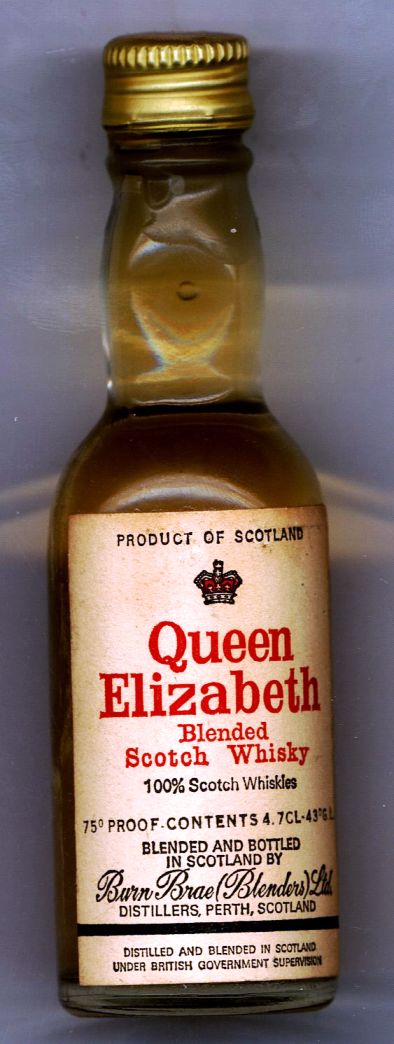 PRODUCT OF SCOTLAND
Queen
Elizabeth
Blended
Scotch Whisky
100% Scotch Whiskies
75° PROOF-CONTENTS 4.7CL-43°G.L
BLENDED AND BOTTLED
IN SCOTLAND BY
Burn Brae (Blenders) Ltd.
DISTILLERS, PERTH, SCOTLAND
DISTILLED AND BLENDED IN SCOTLAND
UNDER BRITISH GOVERNMENT SUPERVISION